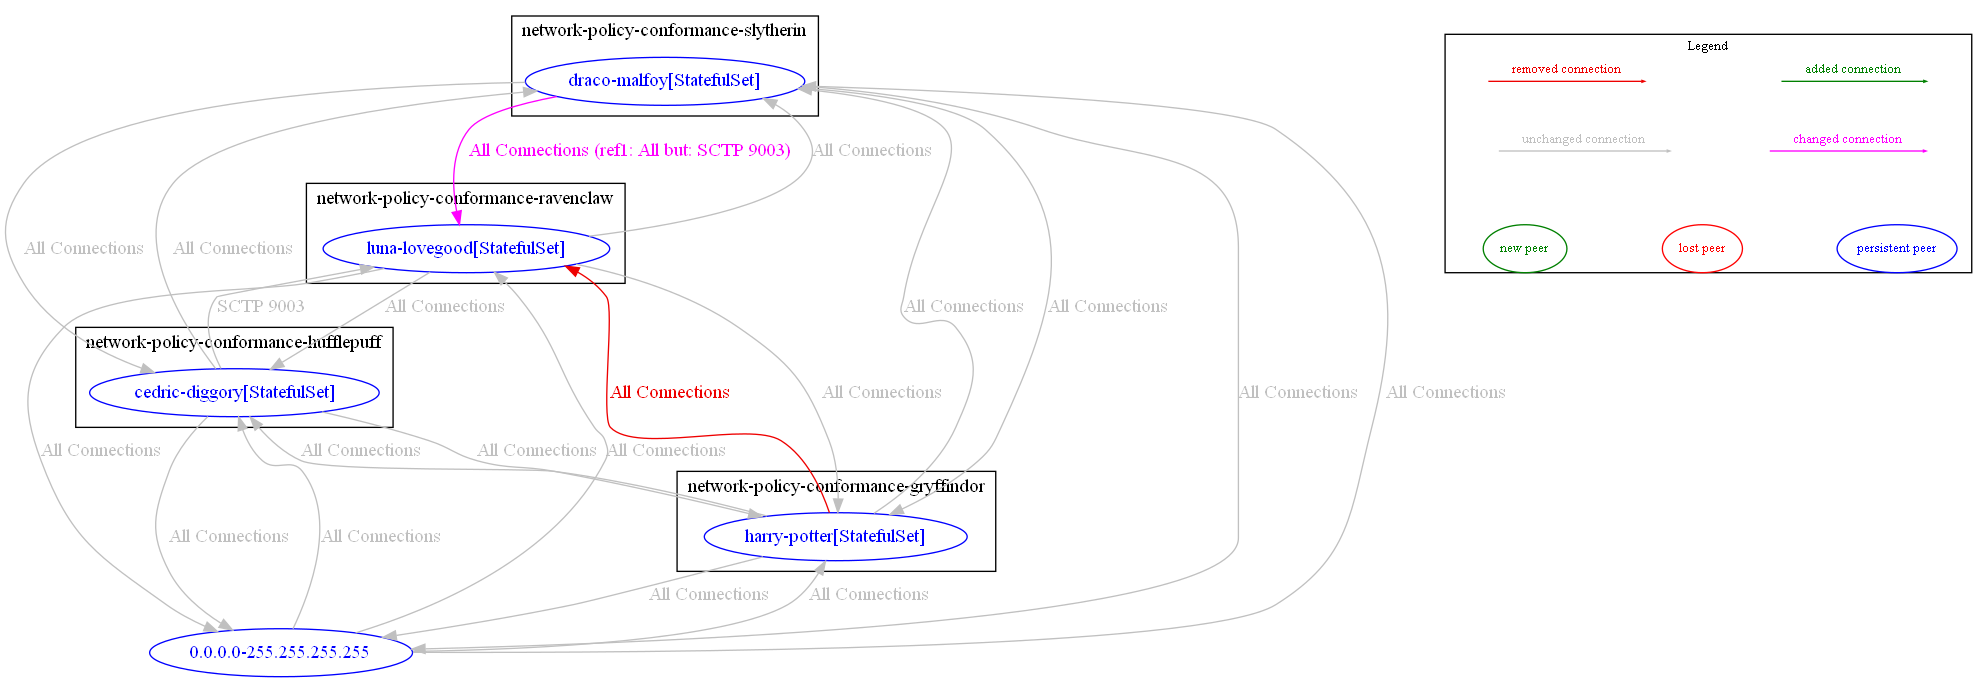 network-policy-conformance-slytherin
draco-malfoy[StatefulSet]
All Connections (ref1: All but: SCTP 9003)
All Connections
network-policy-conformance-ravenclaw
luna-lovegood[StatefulSet]
All Connections
All Connections
SCTP 9003
All Connections
All Connections
All Connections
network-policy-conformance-hufflepuff
cedric-diggory[StatefulSet]
All Connections
All Connections
All Connections
All Connections
All Connections
All Connections
All Connections
All Connections
network-policy-conformance-gryffindor
harry-potter[StatefulSet]
All Connections
All Connections
All Connections
All Connections
0.0.0.0-255.255.255.255
Legend
removed connection
added connection
unchanged connection
changed connection
new peer
lost peer
persistent peer